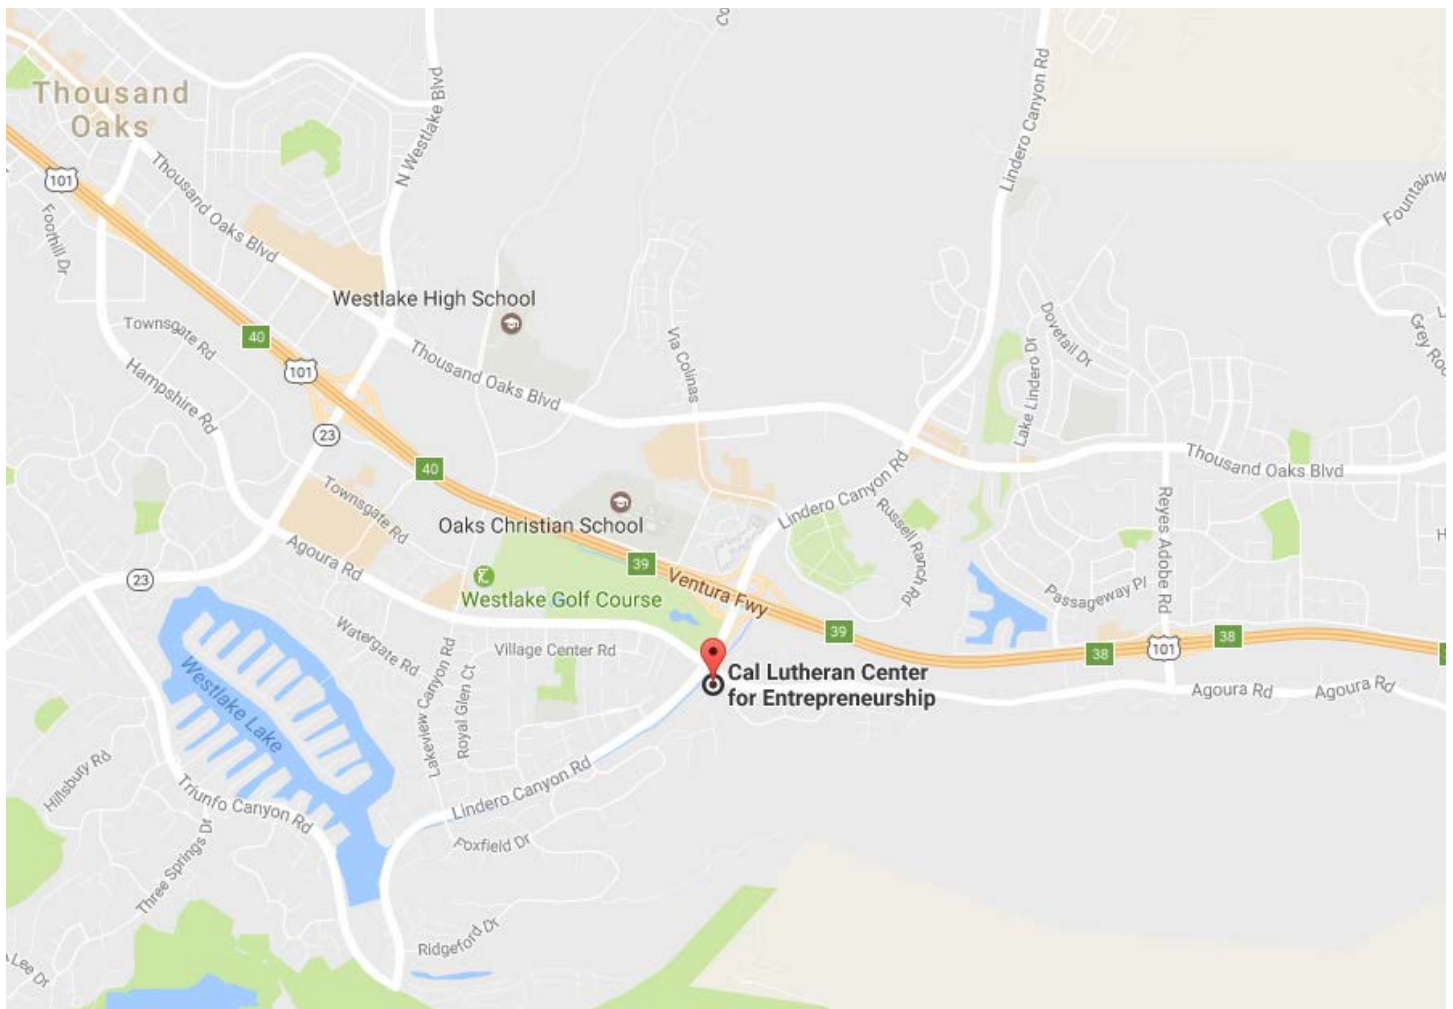 Thousand
Oaks
101
Foothill Dr
Thousand Oaks Blvd
N Westlake Blvd
Lindero Canyon Rd
Grey
Westlake High School
Townsgate Rd
40
101
Hampshire Rd
23
Thousand Oaks Blvd
Via Colinas
Dovetail Dr
Lake Lindero Dr
40
Townsgate Rd
Oaks Christian School
Lindero Canyon Rd
Russell Ranch Rd
Thousand Oaks Blvd
Reyes Adobe Rd
Agoura Rd
23
39
Ventura Fwy
Westlake Golf Course
Passageway Pl
Watergate Rd
Lakeview Canyon Rd
Royal Glen Ct
Village Center Rd
39
38
101
38
Cal Lutheran Center
for Entrepreneurship
Agoura Rd
Agoura Rd
Westlake Lake
Hillsbury Rd
Triunfo Canyon Rd
Lindero Canyon Rd
Foxfield Dr
Three Springs Dr
Ridgeford Dr
Lee Dr